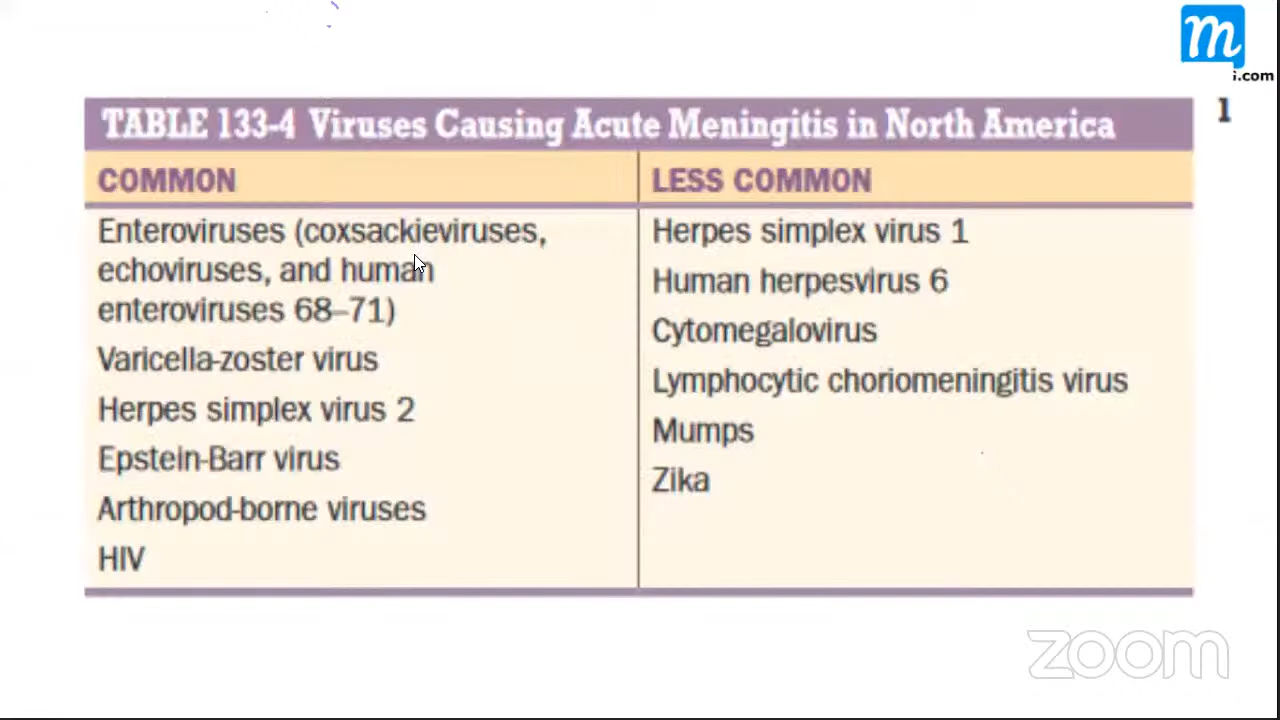 m
i.com
TABLE 133-4 Viruses Causing Acute Meningitis in North America
1
COMMON
LESS COMMON
Enteroviruses (coxsackieviruses,
echoviruses, and human
enteroviruses 68–71)
Varicella-zoster virus
Herpes simplex virus 2
Epstein-Barr virus
Arthropod-borne viruses
HIV
Herpes simplex virus 1
Human herpesvirus 6
Cytomegalovirus
Lymphocytic choriomeningitis virus
Mumps
Zika
zoom